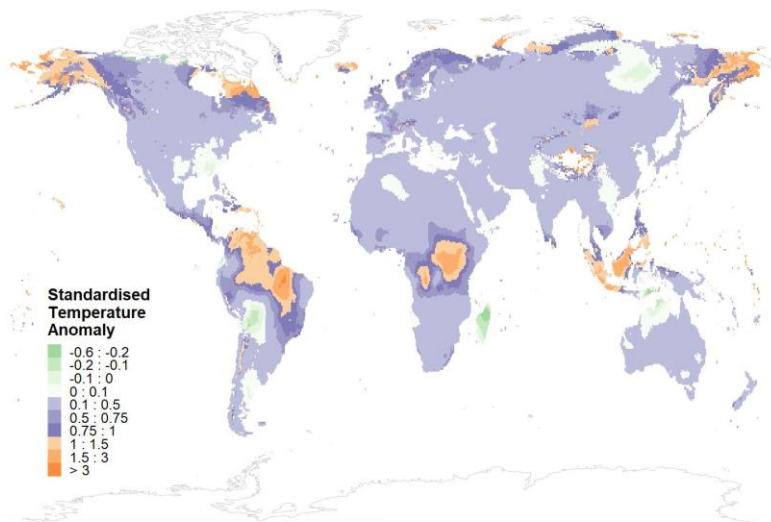 Standardised
Temperature
Anomaly
-0.6 : -0.2
-0.2 : -0.1
-0.1 : 0
0 : 0.1
0.1 : 0.5
0.5 : 0.75
0.75 : 1
1 : 1.5
1.5 : 3
> 3